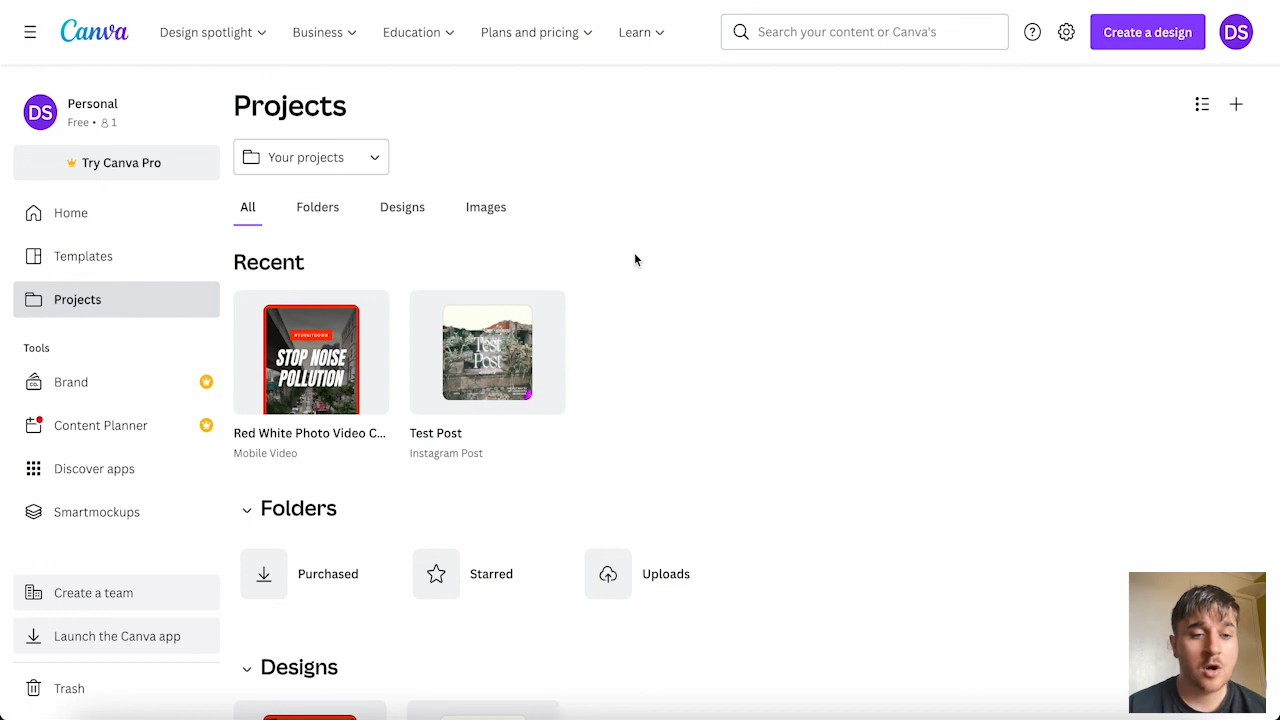 Canva
Design spotlight
Business
Education
Plans and pricing
Learn
Search your content or Canva's
Create a design
DS
DS
Personal
Free • 1
Try Canva Pro
Home
Templates
Projects
Tools
Brand
Content Planner
Discover apps
Smartmockups
Create a team
Launch the Canva app
Trash
Projects
Your projects
All
Folders
Designs
Images
Recent
#TURNITDOWN
STOP NOISE
POLLUTION
Test
Post
Red White Photo Video C...
Mobile Video
Test Post
Instagram Post
Folders
Purchased
Starred
Uploads
Designs